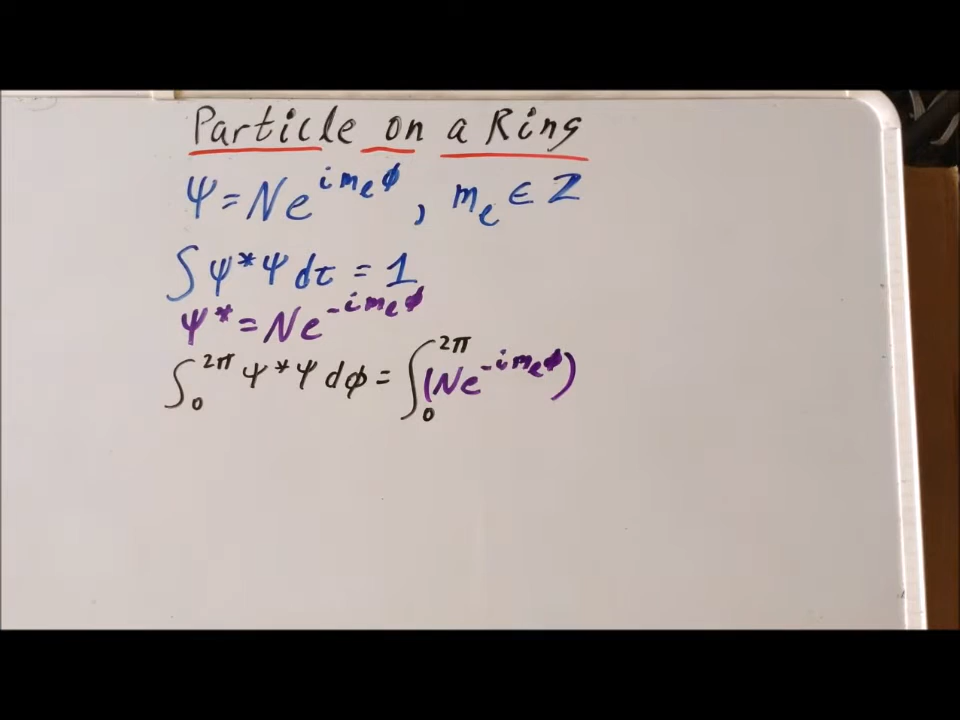 Particle on a Ring
Ψ = Ne^{im_ℓϕ}, m_ℓ ∈ Z
∫Ψ*Ψ dτ = 1
Ψ* = Ne^{-im_ℓϕ}
∫_0^{2π} Ψ*Ψ dϕ = ∫_0^{2π} (Ne^{-im_ℓϕ})